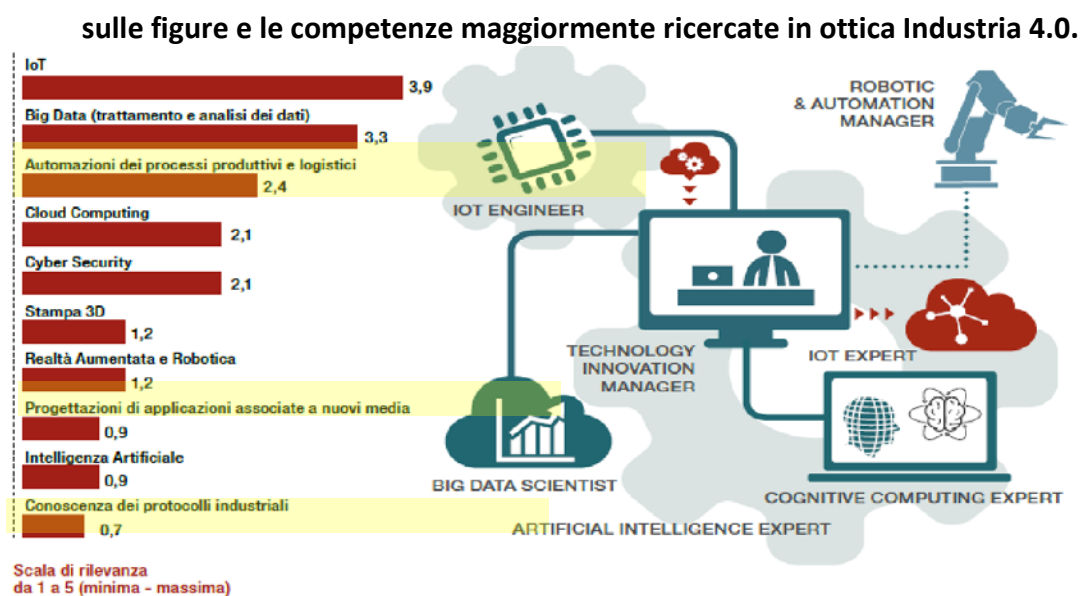 sulle figure e le competenze maggiormente ricercate in ottica Industria 4.0.
IoT
3,9
Big Data (trattamento e analisi dei dati)
3,3
Automazioni dei processi produttivi e logistici
2,4
Cloud Computing
2,1
Cyber Security
2,1
Stampa 3D
1,2
Realtà Aumentata e Robotica
1,2
Progettazioni di applicazioni associate a nuovi media
0,9
Intelligenza Artificiale
0,9
Conoscenza dei protocolli industriali
0,7
Scala di rilevanza
da 1 a 5 (minima - massima)
ROBOTIC
& AUTOMATION
MANAGER
IOT ENGINEER
TECHNOLOGY
INNOVATION
MANAGER
IOT EXPERT
BIG DATA SCIENTIST
COGNITIVE COMPUTING EXPERT
ARTIFICIAL INTELLIGENCE EXPERT